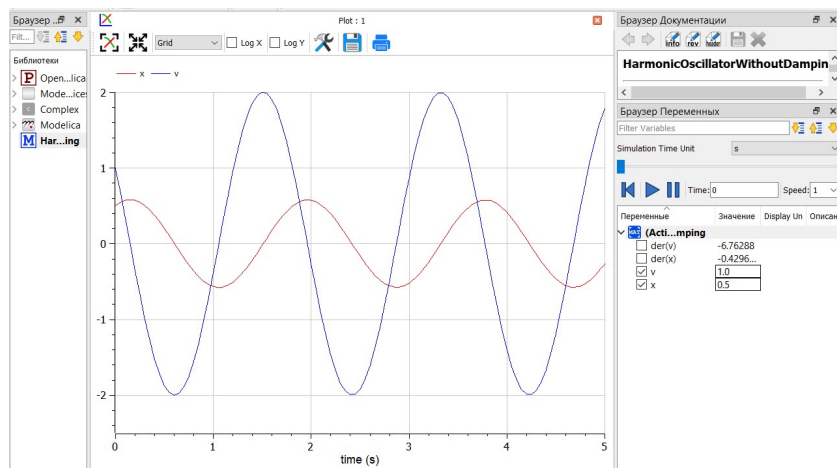 Браузер ..
Plot : 1
Браузер Документации
Filt...
Grid
Log X
Log Y
info
rev
Библиотеки
Open...lica
HarmonicOscillatorWithoutDampin
Mode...ices
Complex
Modelica
Har...ing
x
v
Браузер Переменных
Filter Variables
Simulation Time Unit
s
Time:
0
Speed:
1
Переменные
Значение
Display Un
Описан
(Acti...mping
der(v)
-6.76288
der(x)
-0.4296...
v
1.0
x
0.5
2
1
0
-1
-2
0
1
2
3
4
5
time (s)